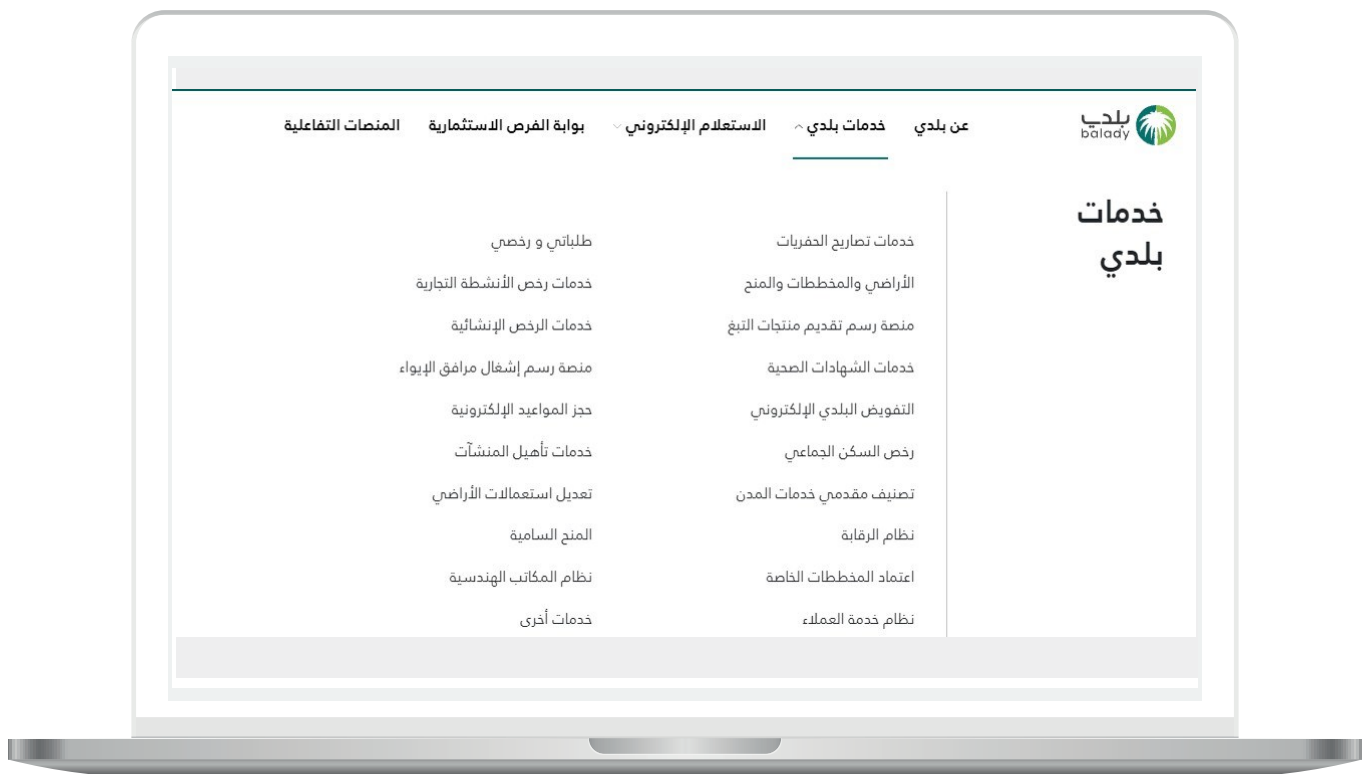 بلدي
balady
عن بلدي
خدمات بلدي
الاستعلام الإلكتروني
بوابة الفرص الاستثمارية
المنصات التفاعلية
خدمات
بلدي
خدمات تصاريح الحفريات
الأراضي والمخططات والمنح
منصة رسم تقديم منتجات التبغ
خدمات الشهادات الصحية
التفويض البلدي الإلكتروني
رخص السكن الجماعي
تصنيف مقدمي خدمات المدن
نظام الرقابة
اعتماد المخططات الخاصة
نظام خدمة العملاء
طلباتي و رخصي
خدمات رخص الأنشطة التجارية
خدمات الرخص الإنشائية
منصة رسم إشغال مرافق الإيواء
حجز المواعيد الإلكترونية
خدمات تأهيل المنشآت
تعديل استعمالات الأراضي
المنح السامية
نظام المكاتب الهندسية
خدمات أخرى